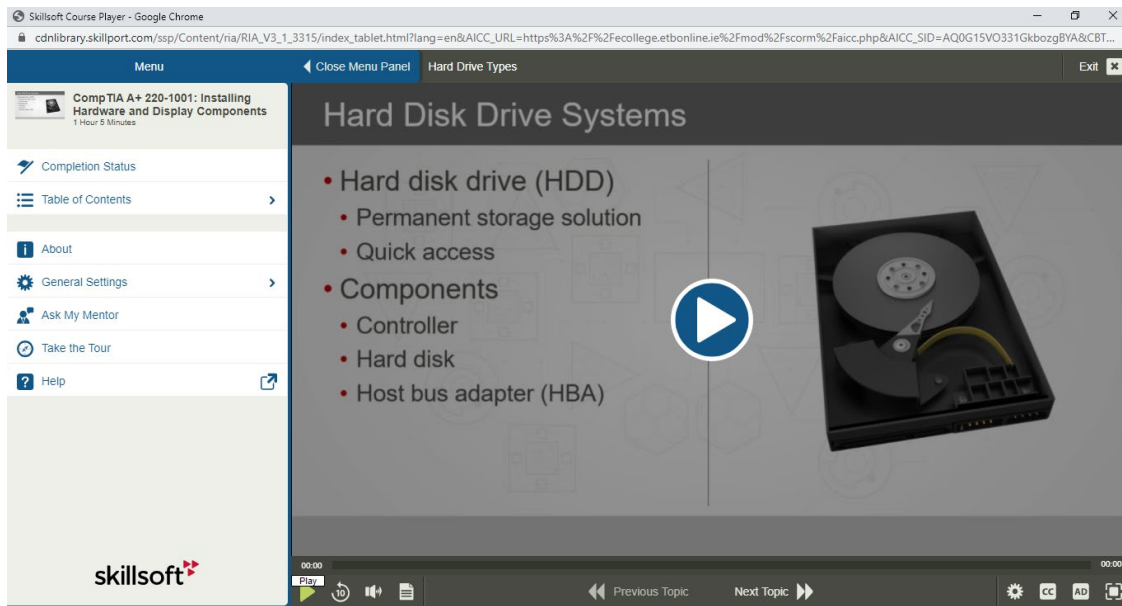 Skillsoft Course Player - Google Chrome
cdnlibrary.skillport.com/ssp/Content/ria/RIA_V3_1_3315/index_tablet.html?lang=en&AICC_URL=https%3A%2F%2Fecollege.etbonline.ie%2Fmod%2Fscorm%2Faicc.php&AICC_SID=AQ0G15VO331GkbozgBYA&CBT...
Menu
Close Menu Panel
Hard Drive Types
Exit
CompTIA A+ 220-1001: Installing
Hardware and Display Components
1 Hour 5 Minutes
Completion Status
Table of Contents
About
General Settings
Ask My Mentor
Take the Tour
Help
skillsoft
Hard Disk Drive Systems
• Hard disk drive (HDD)
• Permanent storage solution
• Quick access
• Components
• Controller
• Hard disk
• Host bus adapter (HBA)
00:00
00:00
Play
10
Previous Topic
Next Topic
CC
AD